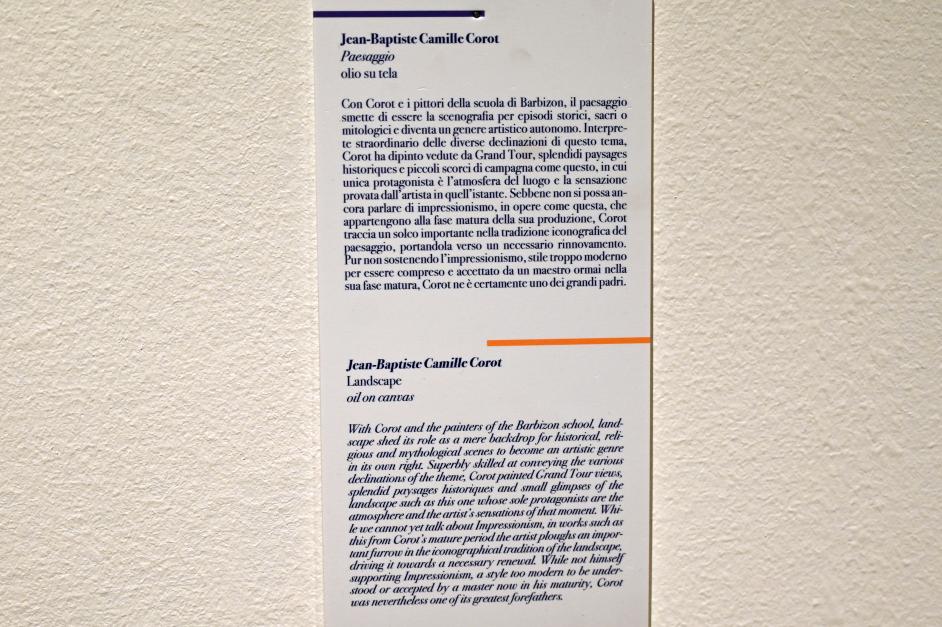 Jean-Baptiste Camille Corot
Paesaggio
olio su tela
Con Corot e i pittori della scuola di Barbizon, il paesaggio
smette di essere la scenografia per episodi storici, sacri o
mitologici e diventa un genere artistico autonomo. Interpre-
te straordinario delle diverse declinazioni di questo tema,
Corot ha dipinto vedute da Grand Tour, splendidi paysages
historiques e piccoli scorci di campagna come questo, in cui
unica protagonista è l'atmosfera del luogo e la sensazione
provata dall'artista in quell'istante. Sebbene non si possa an-
cora parlare di impressionismo, in opere come questa, che
appartengono alla fase matura della sua produzione, Corot
traccia un solco importante nella tradizione iconografica del
paesaggio, portandola verso un necessario rinnovamento.
Pur non sostenendo l'impressionismo, stile troppo moderno
per essere compreso e accettato da un maestro ormai nella
sua fase matura, Corot ne è certamente uno dei grandi padri.
Jean-Baptiste Camille Corot
Landscape
oil on canvas
With Corot and the painters of the Barbizon school, land-
scape shed its role as a mere backdrop for historical, reli-
gious and mythological scenes to become an artistic genre
in its own right. Superbly skilled at conveying the various
declinations of the theme, Corot painted Grand Tour views,
splendid paysages historiques and small glimpses of the
landscape such as this one whose sole protagonists are the
atmosphere and the artist's sensations of that moment. Whi-
le we cannot yet talk about Impressionism, in works such as
this from Corot's mature period the artist ploughs an impor-
tant furrow in the iconographical tradition of the landscape,
driving it towards a necessary renewal. While not himself
supporting Impressionism, a style too modern to be under-
stood or accepted by a master now in his maturity, Corot
was nevertheless one of its greatest forefathers.